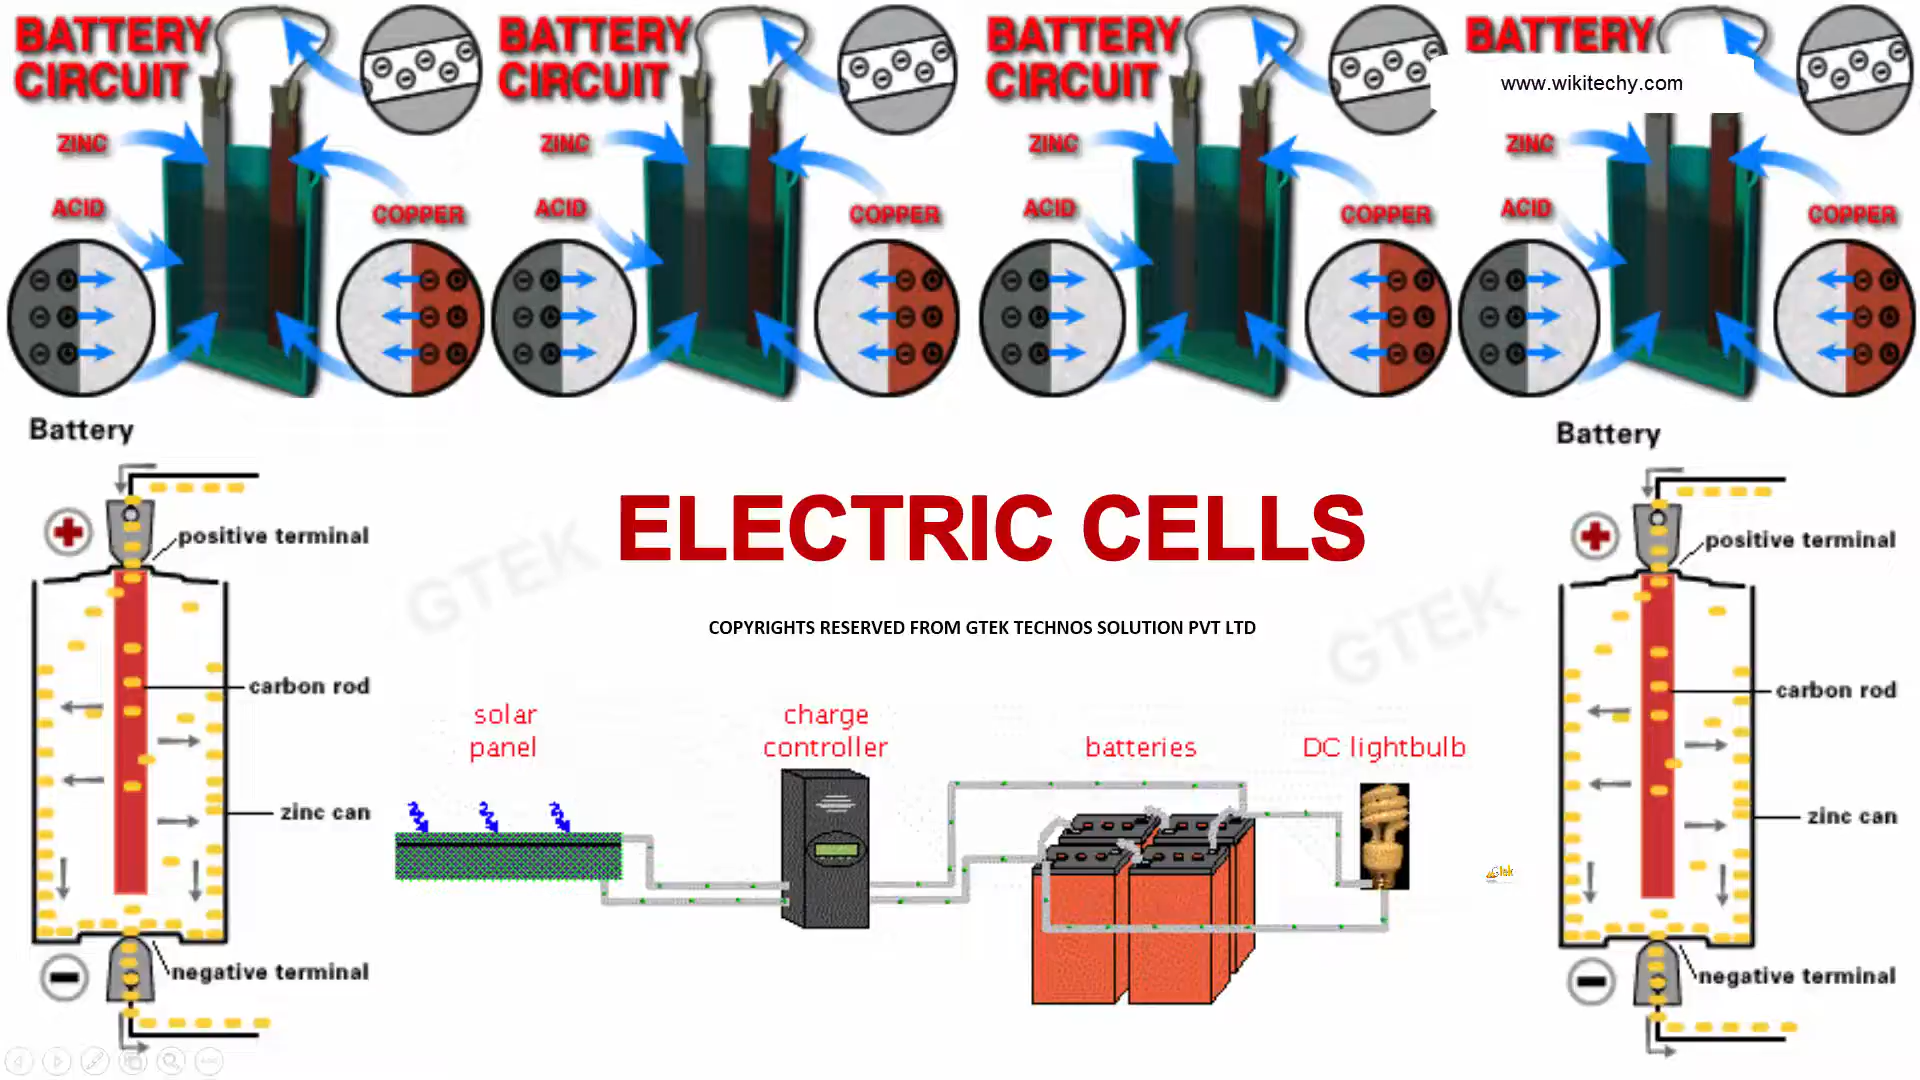 BATTERY
CIRCUIT
ZINC
ACID
COPPER
BATTERY
CIRCUIT
ZINC
ACID
COPPER
BATTERY
CIRCUIT
ZINC
ACID
COPPER
BATTERY
www.wikitechy.com
ZINC
ACID
COPPER
Battery
positive terminal
carbon rod
zinc can
negative terminal
ELECTRIC CELLS
GTEK
GTEK
COPYRIGHTS RESERVED FROM GTEK TECHNOS SOLUTION PVT LTD
solar
panel
charge
controller
batteries
DC lightbulb
Battery
positive terminal
carbon rod
zinc can
negative terminal